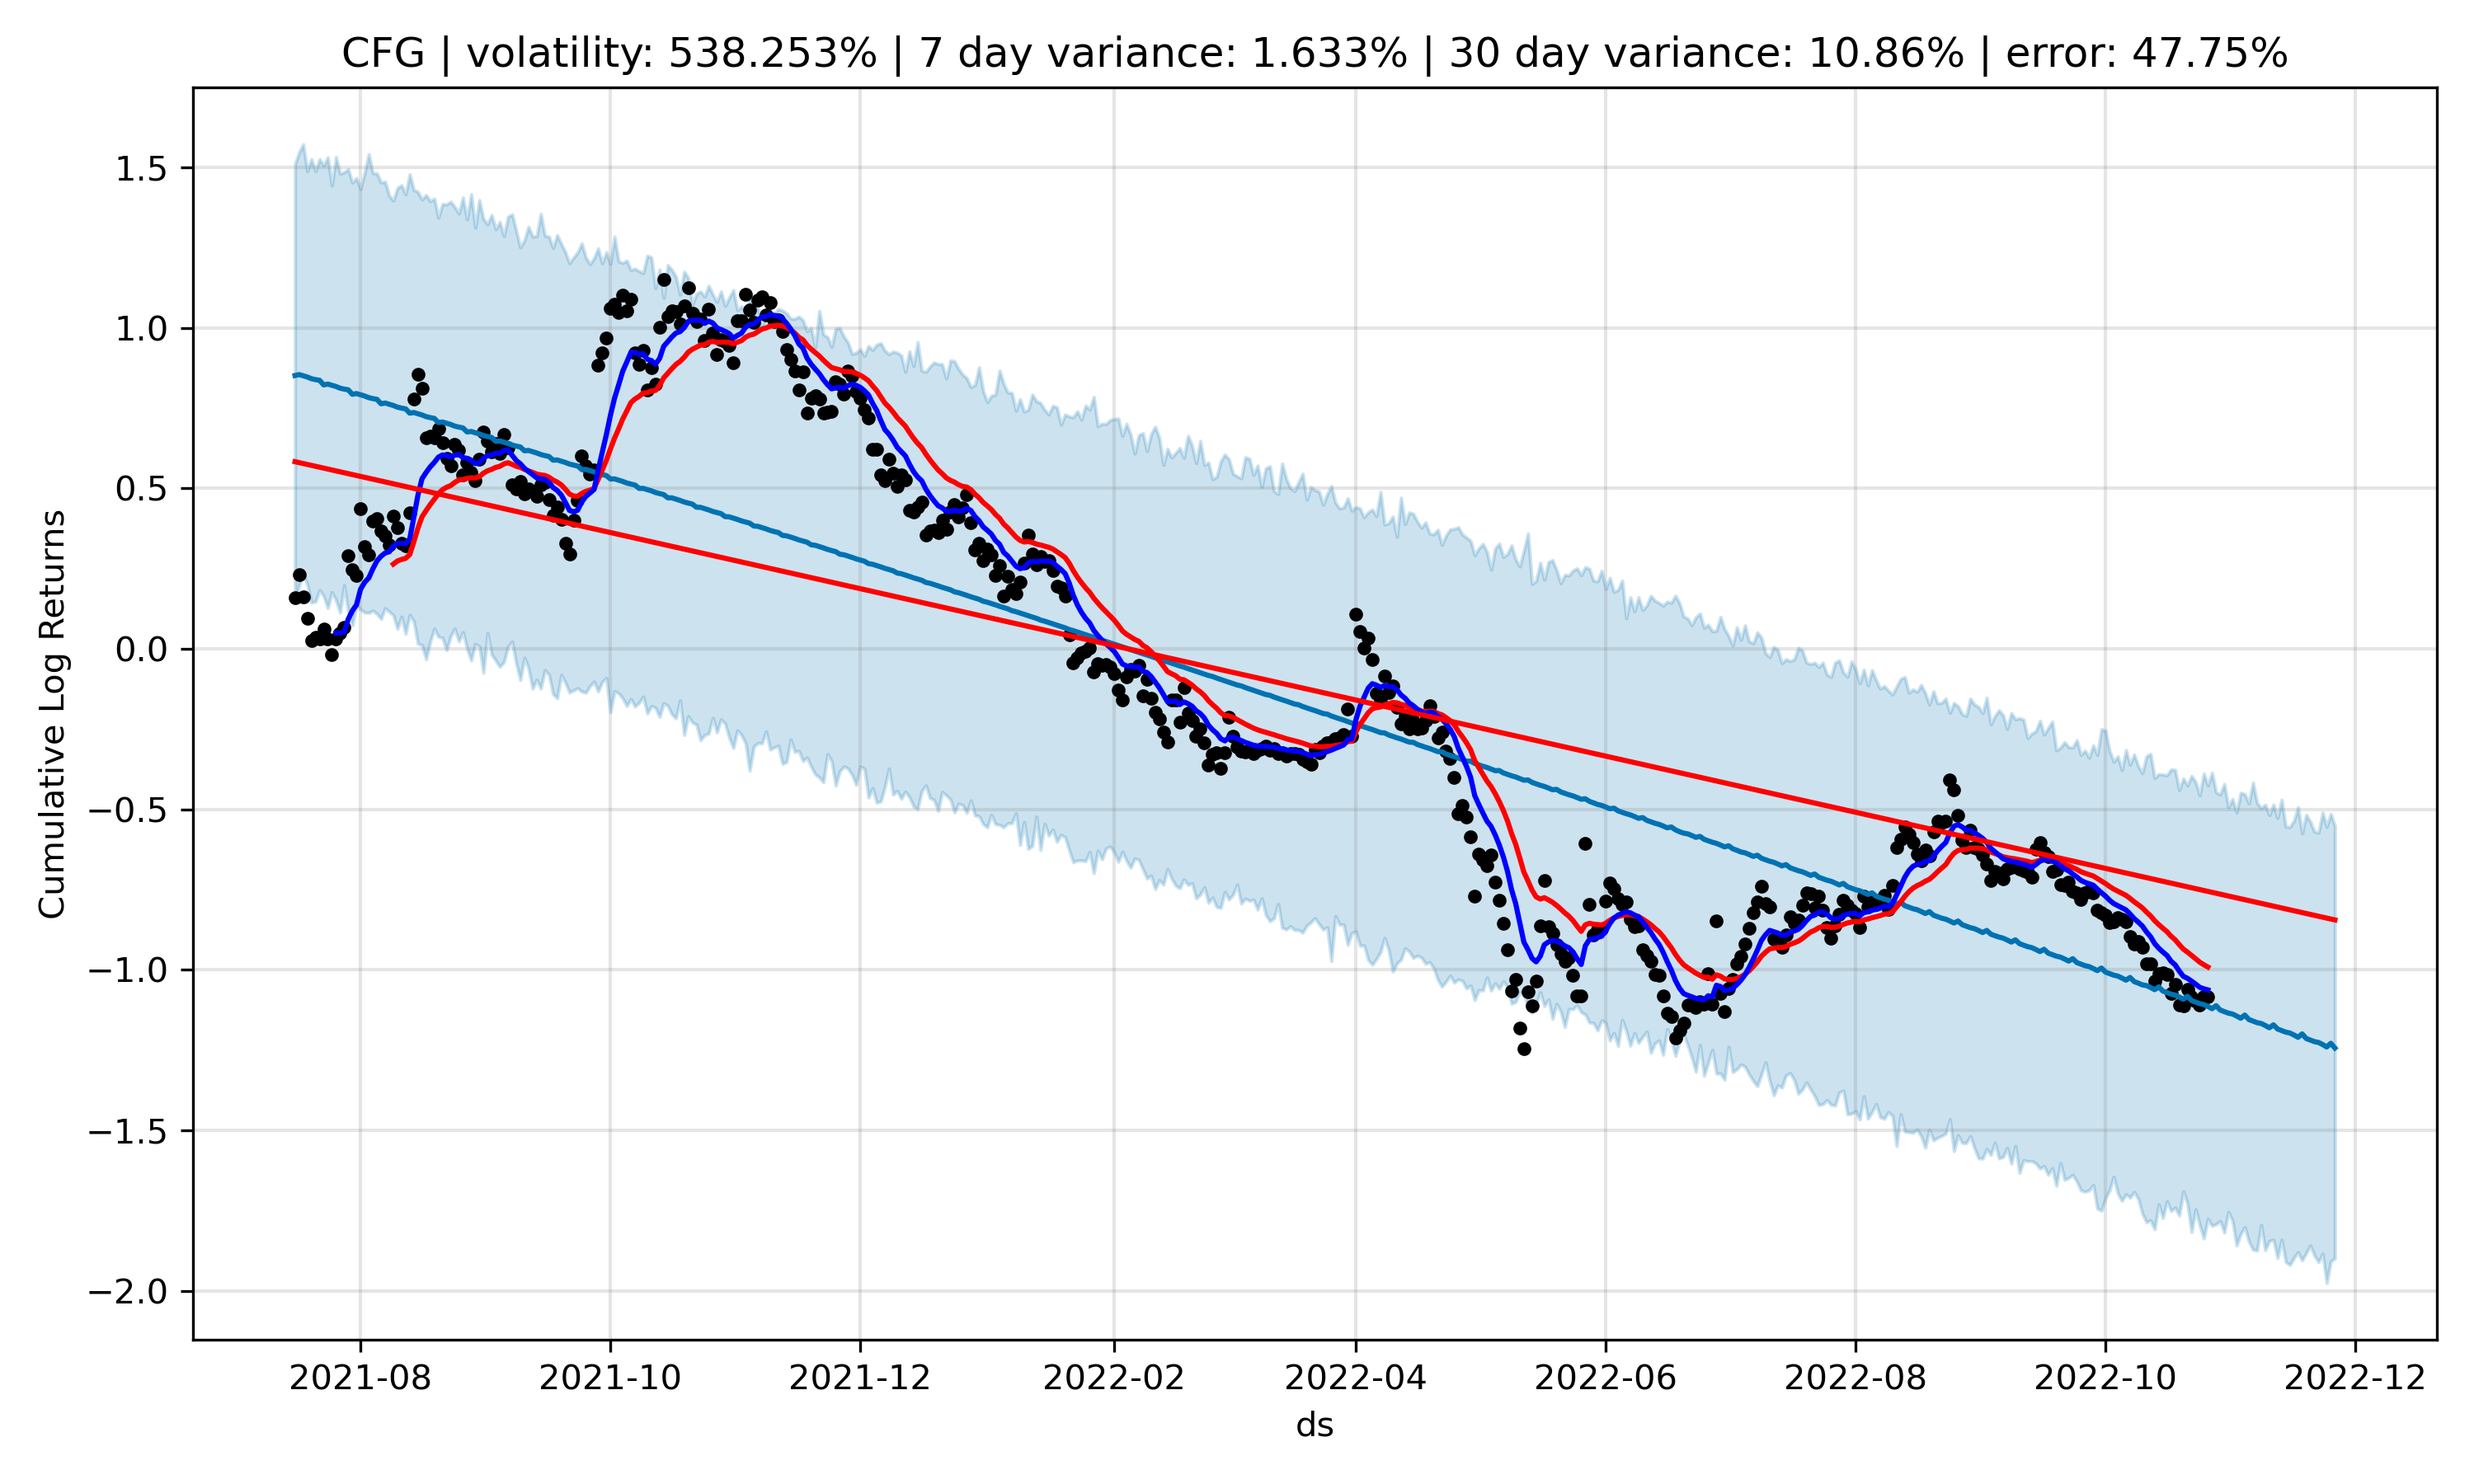 CFG | volatility: 538.253% | 7 day variance: 1.633% | 30 day variance: 10.86% | error: 47.75%
Cumulative Log Returns
1.5
1.0
0.5
0.0
−0.5
−1.0
−1.5
−2.0
2021-08 2021-10 2021-12 2022-02 2022-04 2022-06 2022-08 2022-10 2022-12
ds